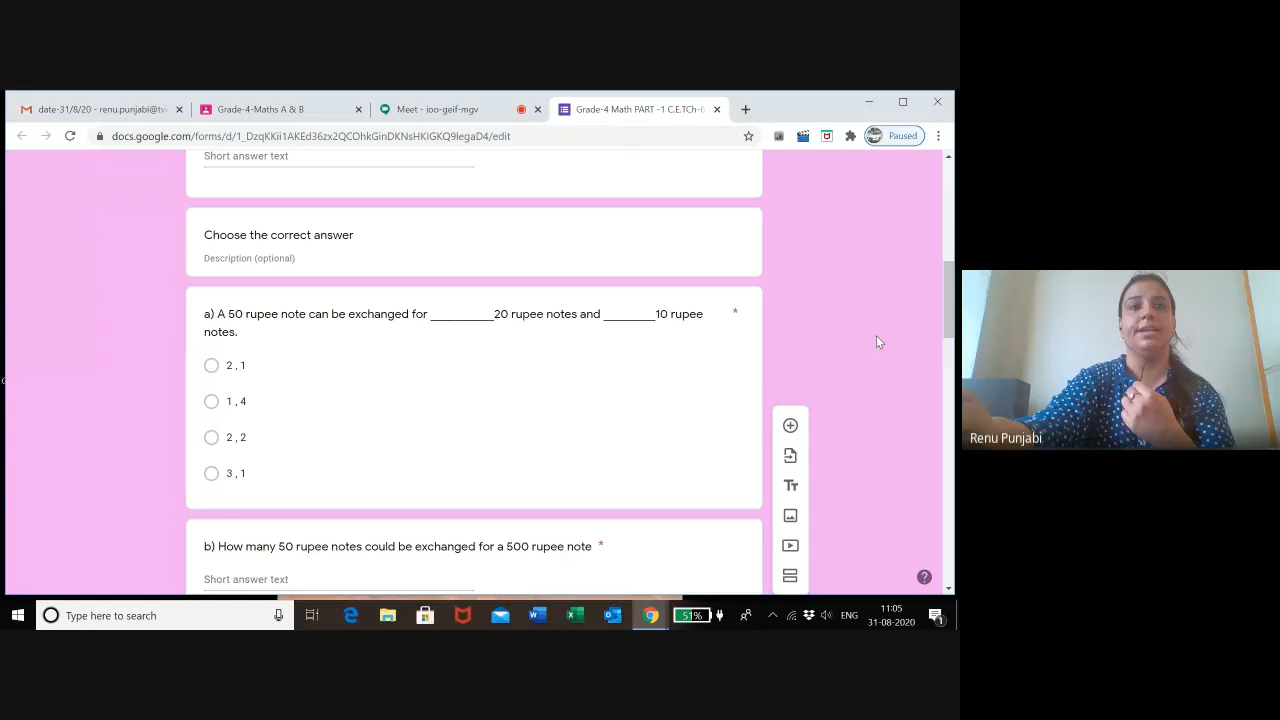 date-31/8/20 - renu.punjabi@tvi
Grade-4-Maths A & B
Meet - ioo-geif-mgv
Grade-4 Math PART -1 C.E.TCh-6
docs.google.com/forms/d/1_DzqKKii1AKEd36zx2QCOhkGinDKNsHKIGKQ9legaD4/edit
Paused
Short answer text
Choose the correct answer
Description (optional)
a) A 50 rupee note can be exchanged for __________20 rupee notes and ________10 rupee *
notes.
2 , 1
1 , 4
2 , 2
3 , 1
b) How many 50 rupee notes could be exchanged for a 500 rupee note *
Short answer text
Renu Punjabi
Type here to search
51%
ENG
11:05
31-08-2020
1